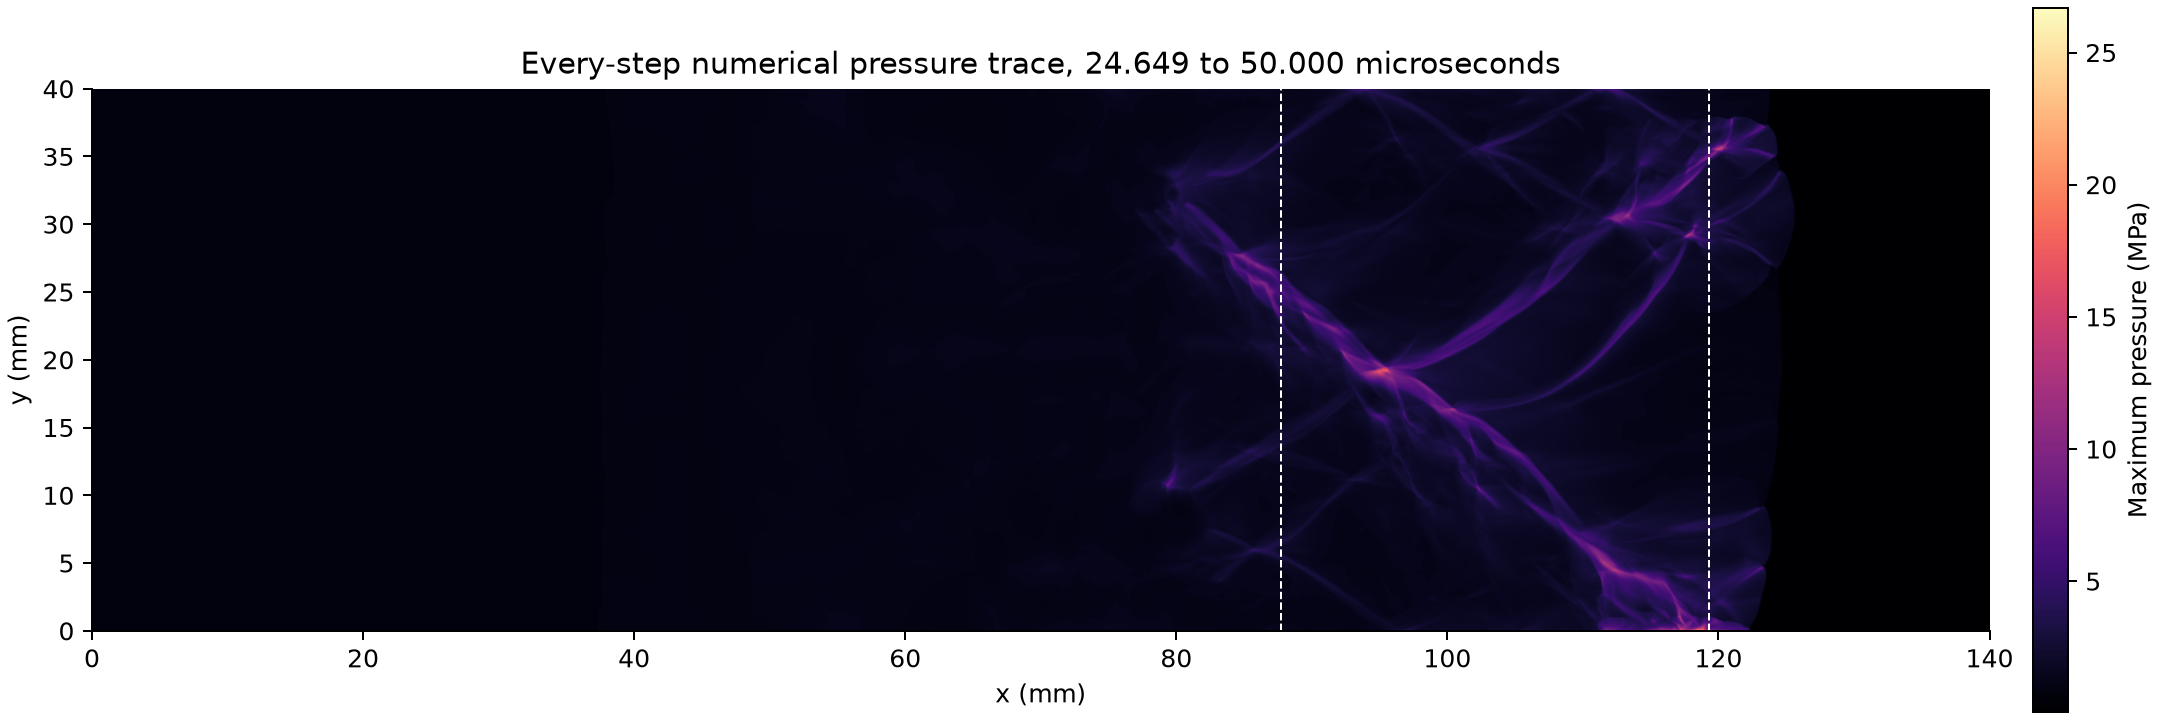 Every-step numerical pressure trace, 24.649 to 50.000 microseconds
40
35
30
25
20
15
10
5
0
y (mm)
0 20 40 60 80 100 120 140
x (mm)
25
20
15
10
5
Maximum pressure (MPa)